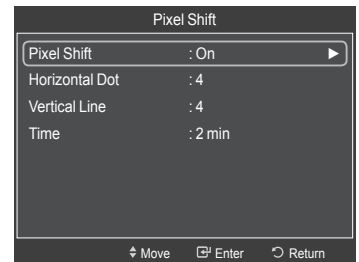 Pixel Shift
Pixel Shift : On
Horizontal Dot : 4
Vertical Line : 4
Time : 2 min
Move Enter Return